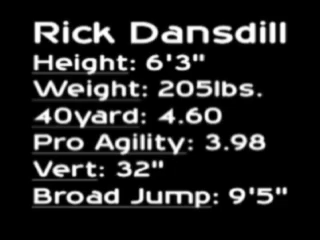 Rick Dansdill
Height: 6'3"
Weight: 205lbs.
40yard: 4.60
Pro Agility: 3.98
Vert: 32"
Broad Jump: 9'5"